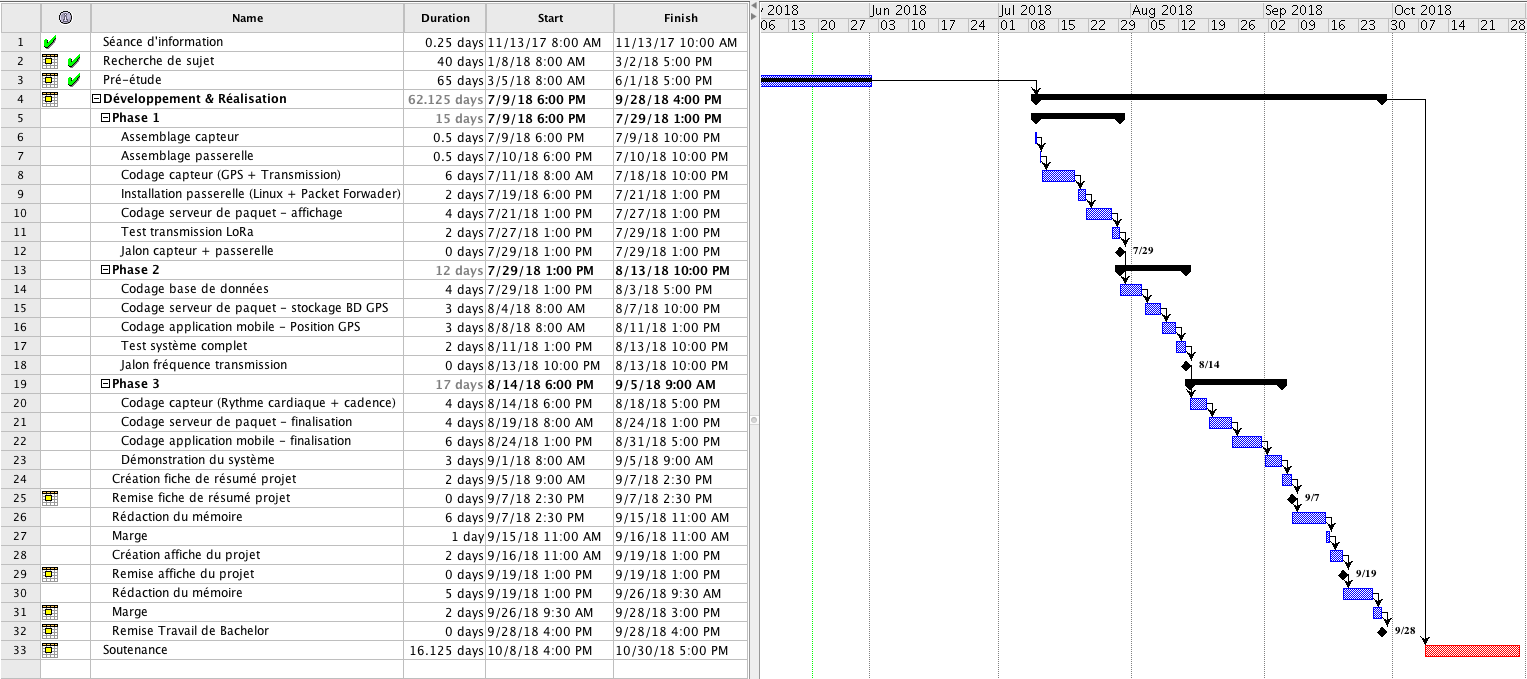 Name Duration Start Finish
2018 Jun 2018 Jul 2018 Aug 2018 Sep 2018 Oct 2018
06 13 20 27 03 10 17 24 01 08 15 22 29 05 12 19 26 02 09 16 23 30 07 14 21 28
1 Séance d'information 0.25 days 11/13/17 8:00 AM 11/13/17 10:00 AM
2 Recherche de sujet 40 days 1/8/18 8:00 AM 3/2/18 5:00 PM
3 Pré-étude 65 days 3/5/18 8:00 AM 6/1/18 5:00 PM
4 Développement & Réalisation 62.125 days 7/9/18 6:00 PM 9/28/18 4:00 PM
5 Phase 1 15 days 7/9/18 6:00 PM 7/29/18 1:00 PM
6 Assemblage capteur 0.5 days 7/9/18 6:00 PM 7/9/18 10:00 PM
7 Assemblage passerelle 0.5 days 7/10/18 6:00 PM 7/10/18 10:00 PM
8 Codage capteur (GPS + Transmission) 6 days 7/11/18 8:00 AM 7/18/18 10:00 PM
9 Installation passerelle (Linux + Packet Forwader) 2 days 7/19/18 6:00 PM 7/21/18 1:00 PM
10 Codage serveur de paquet - affichage 4 days 7/21/18 1:00 PM 7/27/18 1:00 PM
11 Test transmission LoRa 2 days 7/27/18 1:00 PM 7/29/18 1:00 PM
12 Jalon capteur + passerelle 0 days 7/29/18 1:00 PM 7/29/18 1:00 PM 7/29
13 Phase 2 12 days 7/29/18 1:00 PM 8/13/18 10:00 PM
14 Codage base de données 4 days 7/29/18 1:00 PM 8/3/18 5:00 PM
15 Codage serveur de paquet - stockage BD GPS 3 days 8/4/18 8:00 AM 8/7/18 10:00 PM
16 Codage application mobile - Position GPS 3 days 8/8/18 8:00 AM 8/11/18 1:00 PM
17 Test système complet 2 days 8/11/18 1:00 PM 8/13/18 10:00 PM
18 Jalon fréquence transmission 0 days 8/13/18 10:00 PM 8/13/18 10:00 PM 8/14
19 Phase 3 17 days 8/14/18 6:00 PM 9/5/18 9:00 AM
20 Codage capteur (Rythme cardiaque + cadence) 4 days 8/14/18 6:00 PM 8/18/18 5:00 PM
21 Codage serveur de paquet - finalisation 4 days 8/19/18 8:00 AM 8/24/18 1:00 PM
22 Codage application mobile - finalisation 6 days 8/24/18 1:00 PM 8/31/18 5:00 PM
23 Démonstration du système 3 days 9/1/18 8:00 AM 9/5/18 9:00 AM
24 Création fiche de résumé projet 2 days 9/5/18 9:00 AM 9/7/18 2:30 PM
25 Remise fiche de résumé projet 0 days 9/7/18 2:30 PM 9/7/18 2:30 PM 9/7
26 Rédaction du mémoire 6 days 9/7/18 2:30 PM 9/15/18 11:00 AM
27 Marge 1 day 9/15/18 11:00 AM 9/16/18 11:00 AM
28 Création affiche du projet 2 days 9/16/18 11:00 AM 9/19/18 1:00 PM
29 Remise affiche du projet 0 days 9/19/18 1:00 PM 9/19/18 1:00 PM 9/19
30 Rédaction du mémoire 5 days 9/19/18 1:00 PM 9/26/18 9:30 AM
31 Marge 2 days 9/26/18 9:30 AM 9/28/18 3:00 PM
32 Remise Travail de Bachelor 0 days 9/28/18 4:00 PM 9/28/18 4:00 PM 9/28
33 Soutenance 16.125 days 10/8/18 4:00 PM 10/30/18 5:00 PM